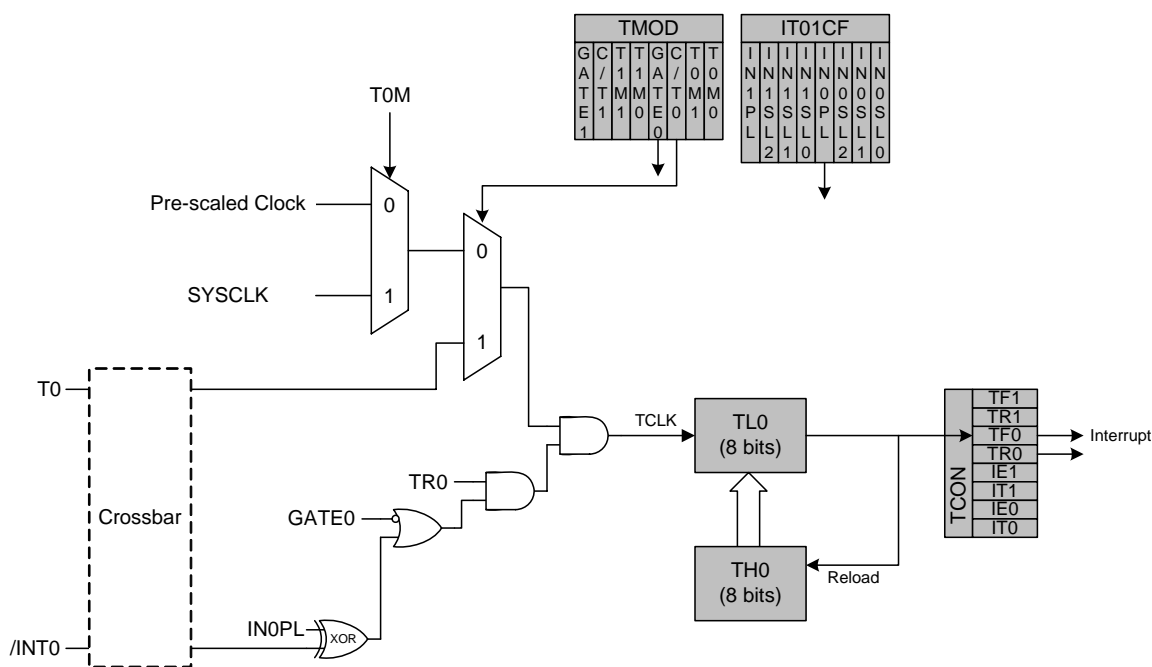 TMOD
GATE1
C/T1
T1M1
T1M0
GATE0
C/T0
T0M1
T0M0
IT01CF
IN1PL
IN1SL2
IN1SL1
IN1SL0
IN0PL
IN0SL2
IN0SL1
IN0SL0
T0M
Pre-scaled Clock
0
SYSCLK
1
0
1
T0
Crossbar
/INT0
TR0
GATE0
IN0PL
XOR
TCLK
TL0
(8 bits)
TH0
(8 bits)
Reload
TCON
TF1
TR1
TF0
TR0
IE1
IT1
IE0
IT0
Interrupt